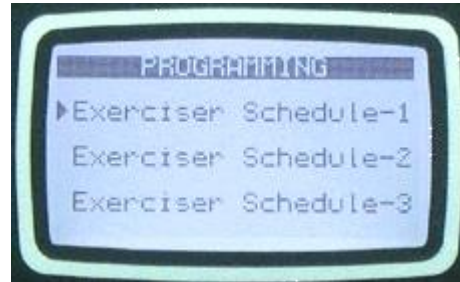 PROGRAMMING
Exerciser Schedule-1
Exerciser Schedule-2
Exerciser Schedule-3